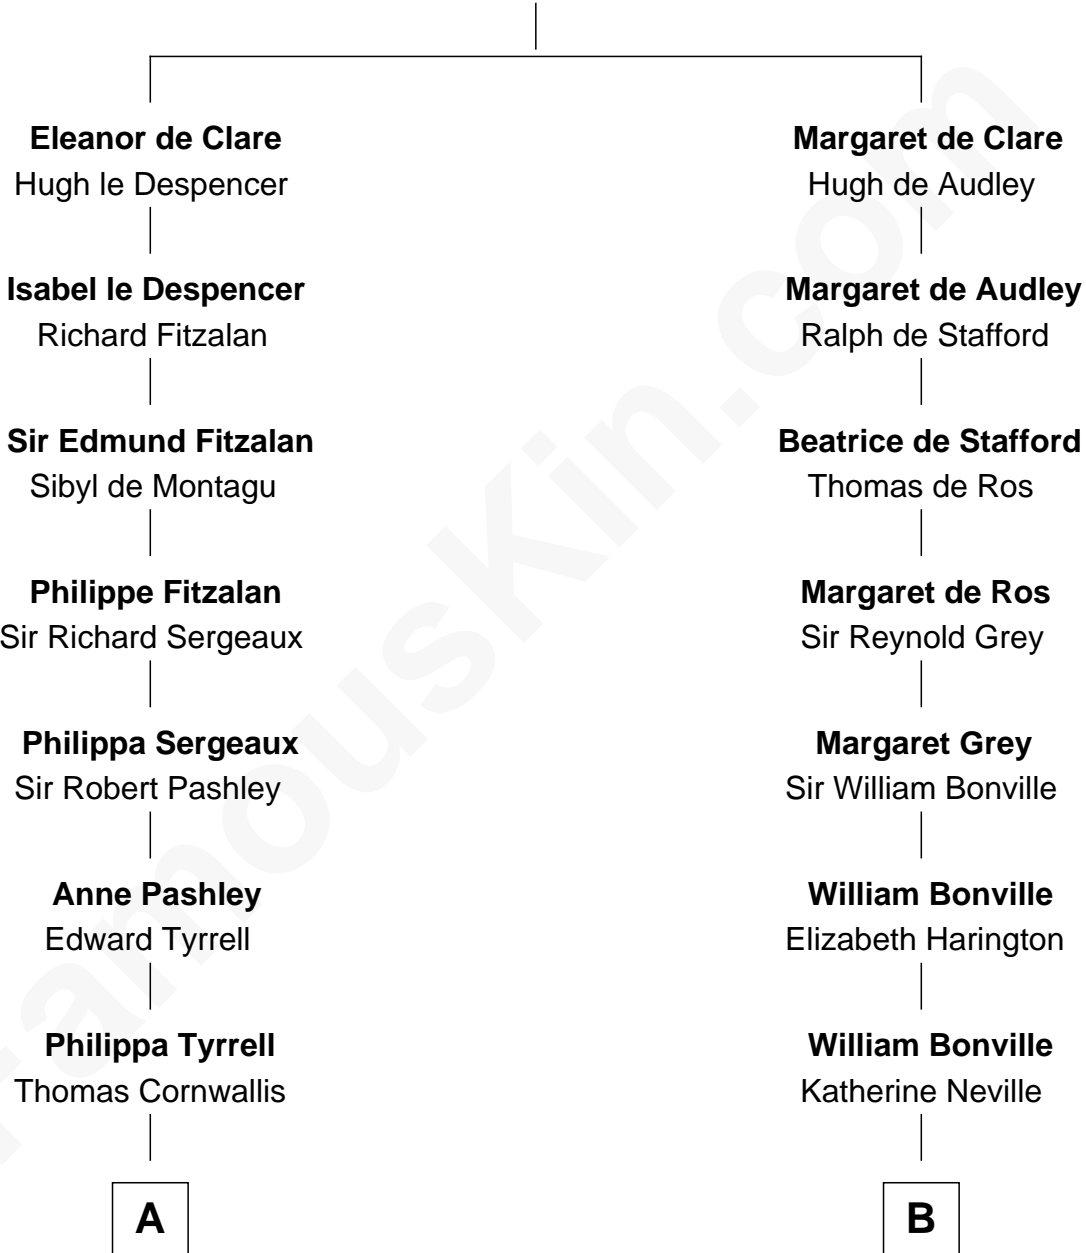 Eleanor de Clare
Hugh le Despencer
Isabel le Despencer
Richard Fitzalan
Sir Edmund Fitzalan
Sibyl de Montagu
Philippe Fitzalan
Sir Richard Sergeaux
Philippa Sergeaux
Sir Robert Pashley
Anne Pashley
Edward Tyrrell
Philippa Tyrrell
Thomas Cornwallis
A
Margaret de Clare
Hugh de Audley
Margaret de Audley
Ralph de Stafford
Beatrice de Stafford
Thomas de Ros
Margaret de Ros
Sir Reynold Grey
Margaret Grey
Sir William Bonville
William Bonville
Elizabeth Harington
William Bonville
Katherine Neville
B
FamousKin.com